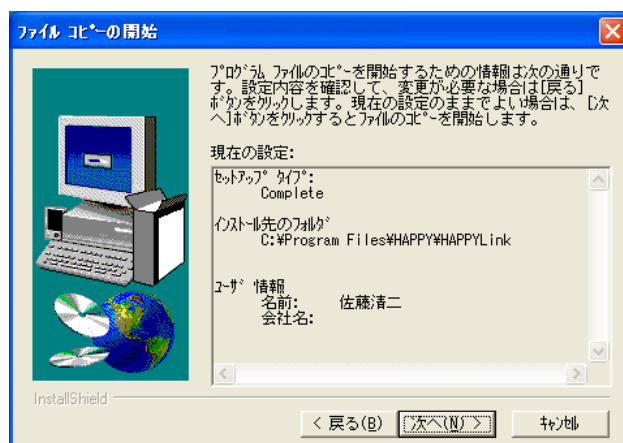 ファイル コピーの開始
プログラム ファイルのコピーを開始するための情報は次の通りで
す。設定内容を確認して、変更が必要な場合は[戻る]
ボタンをクリックします。現在の設定のままでよい場合は、[次
へ]ボタンをクリックするとファイルのコピーを開始します。
現在の設定:
セットアップ タイプ:
Complete
インストール先のフォルダ
C:¥Program Files¥HAPPY¥HAPPYLink
ユーザ 情報
名前: 佐藤清二
会社名:
InstallShield
< 戻る(B)
次へ(N) >
キャンセル